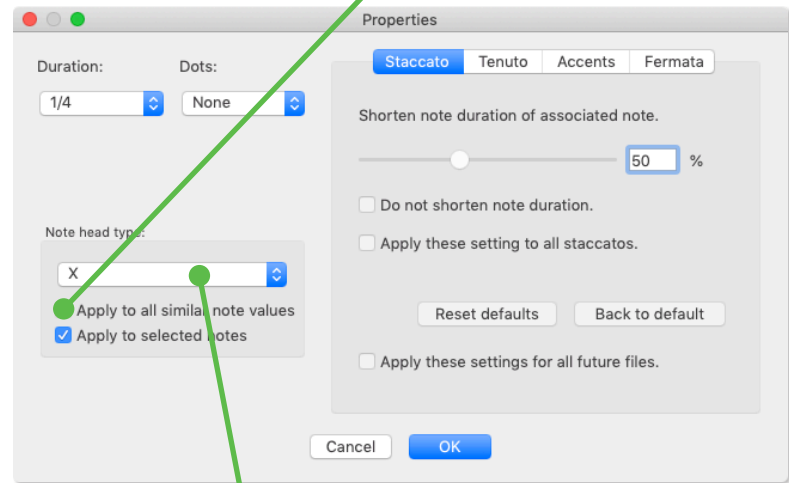 Properties
Duration: Dots:
1/4 None
Note head type:
X
Apply to all similar note values
Apply to selected notes
Staccato Tenuto Accents Fermata
Shorten note duration of associated note.
50 %
Do not shorten note duration.
Apply these setting to all staccatos.
Reset defaults Back to default
Apply these settings for all future files.
Cancel OK